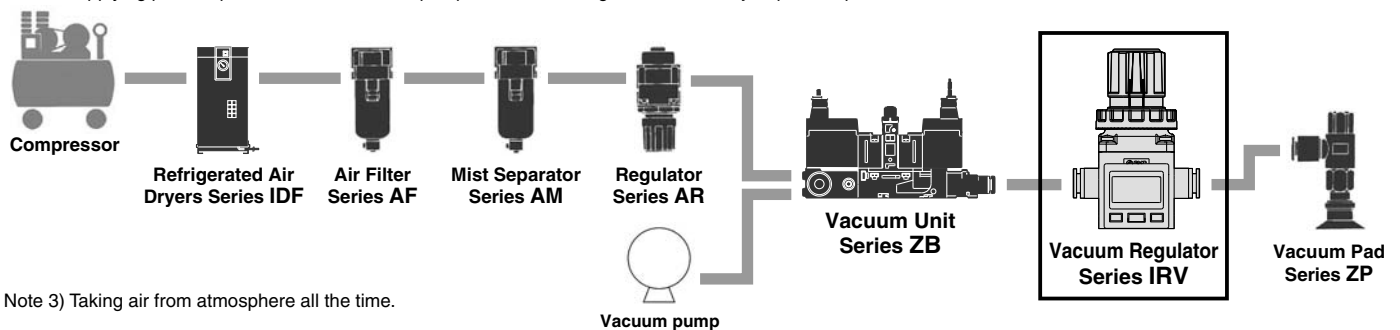 Compressor
Refrigerated Air
Dryers Series IDF
Air Filter
Series AF
Mist Separator
Series AM
Regulator
Series AR
Vacuum Unit
Series ZB
Vacuum Regulator
Series IRV
Vacuum Pad
Series ZP
Note 3) Taking air from atmosphere all the time.
Vacuum pump